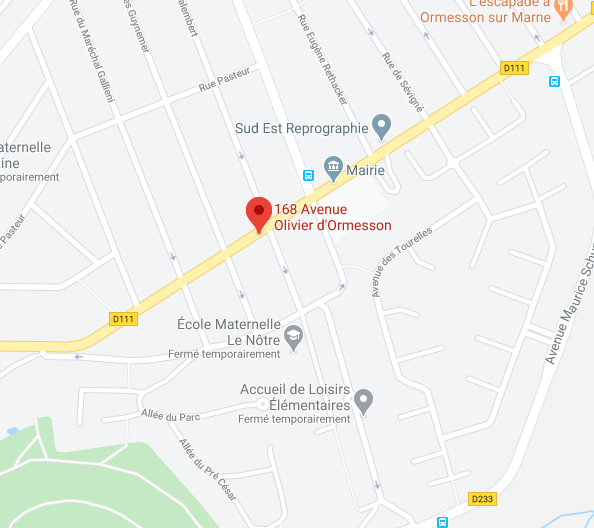 L'escapade à
Ormesson sur Marne
D111
Rue du Maréchal Gallieni
es Guynemer
alembert
Rue Eugène Rethacker
Rue de Sévigné
Rue Pasteur
Sud Est Reprographie
Mairie
aternelle
ine
emporairement
168 Avenue
Olivier d'Ormesson
Pasteur
Avenue des Tourelles
D111
École Maternelle
Le Nôtre
Fermé temporairement
Avenue Maurice Schu
Accueil de Loisirs
Élémentaires
Fermé temporairement
Allée du Parc
Allée du Pré César
D233